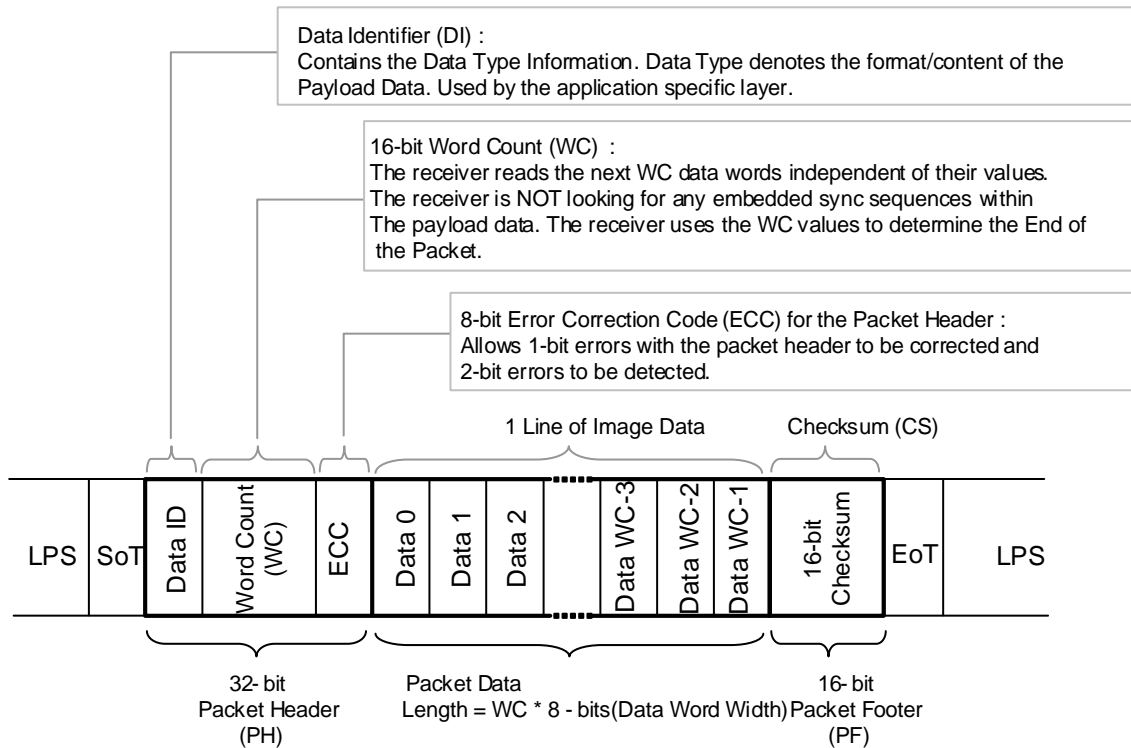 Data Identifier (DI) :
Contains the Data Type Information. Data Type denotes the format/content of the
Payload Data. Used by the application specific layer.
16-bit Word Count (WC) :
The receiver reads the next WC data words independent of their values.
The receiver is NOT looking for any embedded sync sequences within
The payload data. The receiver uses the WC values to determine the End of
the Packet.
8-bit Error Correction Code (ECC) for the Packet Header :
Allows 1-bit errors with the packet header to be corrected and
2-bit errors to be detected.
1 Line of Image Data
Checksum (CS)
LPS
SoT
Data ID
Word Count
(WC)
ECC
Data 0
Data 1
Data 2
Data WC-3
Data WC-2
Data WC-1
16-bit
Checksum
EoT
LPS
32- bit
Packet Header
(PH)
Packet Data
Length = WC * 8 - bits(Data Word Width)
16- bit
Packet Footer
(PF)